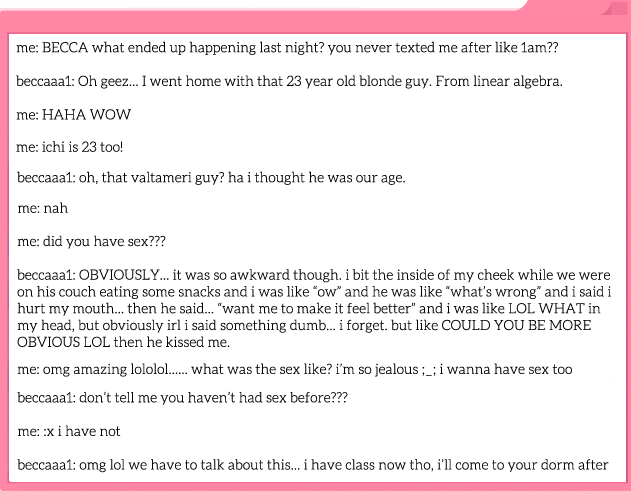 me: BECCA what ended up happening last night? you never texted me after like 1am??
beccaaa1: Oh geez... I went home with that 23 year old blonde guy. From linear algebra.
me: HAHA WOW
me: ichi is 23 too!
beccaaa1: oh, that valtameri guy? ha i thought he was our age.
me: nah
me: did you have sex???
beccaaa1: OBVIOUSLY... it was so awkward though. i bit the inside of my cheek while we were
on his couch eating some snacks and i was like “ow” and he was like “what’s wrong” and i said i
hurt my mouth... then he said... “want me to make it feel better” and i was like LOL WHAT in
my head, but obviously irl i said something dumb... i forget. but like COULD YOU BE MORE
OBVIOUS LOL then he kissed me.
me: omg amazing lololol...... what was the sex like? i’m so jealous ;_; i wanna have sex too
beccaaa1: don’t tell me you haven’t had sex before???
me: :x i have not
beccaaa1: omg lol we have to talk about this... i have class now tho, i’ll come to your dorm after